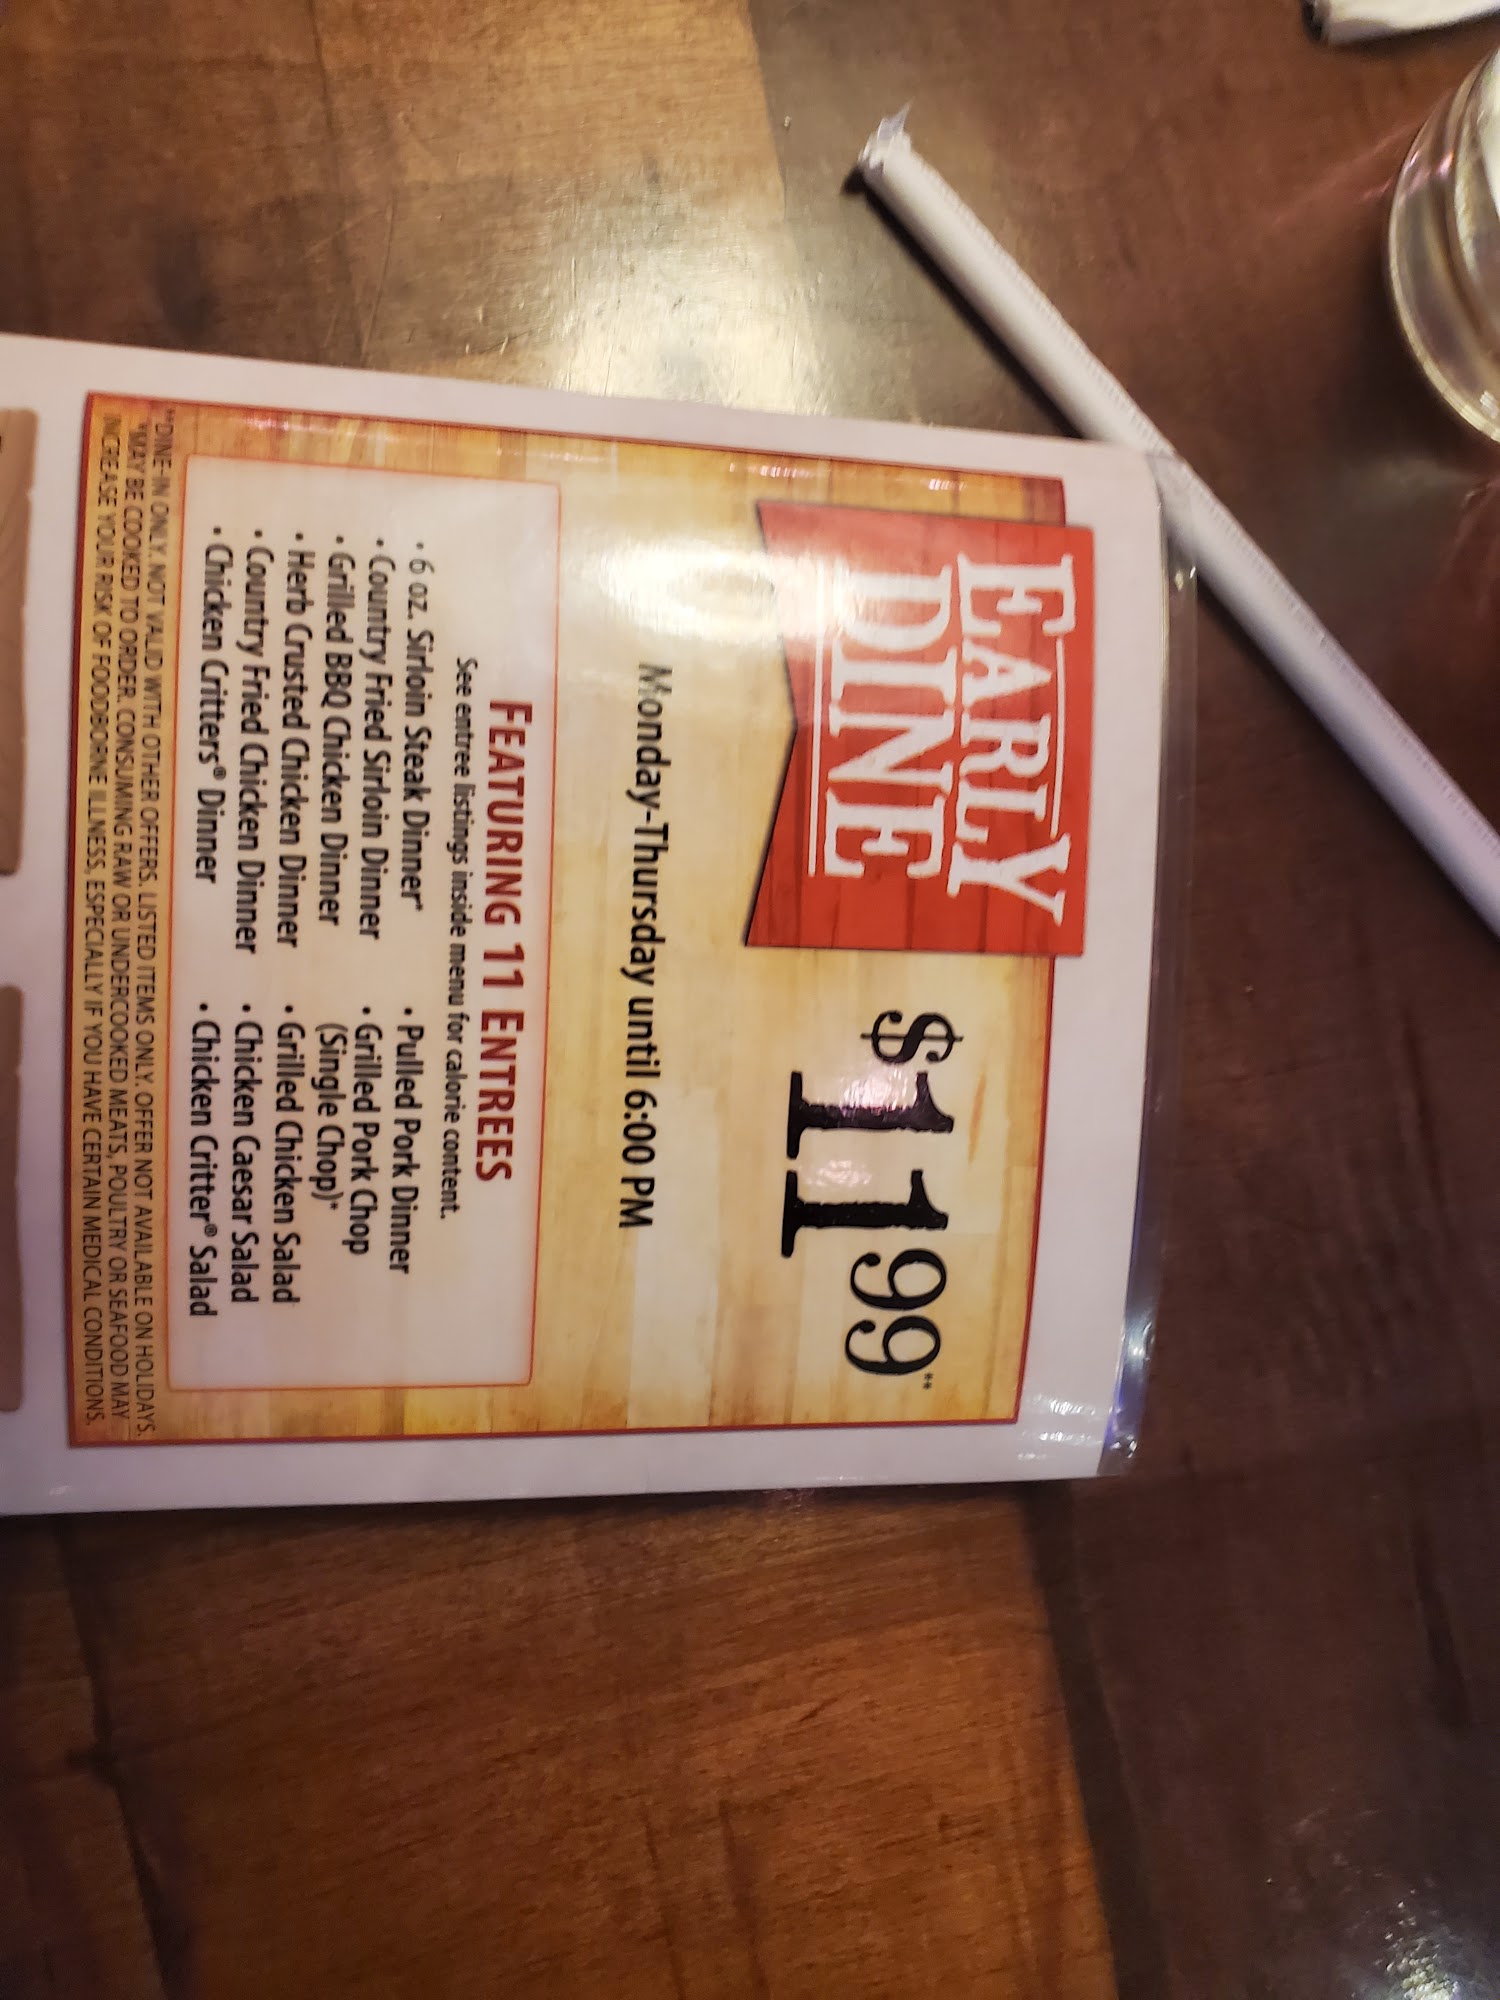 EARLY
DINE
$11 99**
Monday-Thursday until 6:00 PM
FEATURING 11 ENTREES
See entree listings inside menu for calorie content.
• 6 oz. Sirloin Steak Dinner*
• Country Fried Sirloin Dinner
• Grilled BBQ Chicken Dinner
• Herb Crusted Chicken Dinner
• Country Fried Chicken Dinner
• Chicken Critters® Dinner
• Pulled Pork Dinner
• Grilled Pork Chop
(Single Chop)*
• Grilled Chicken Salad
• Chicken Caesar Salad
• Chicken Critter® Salad
**DINE-IN ONLY. NOT VALID WITH OTHER OFFERS. LISTED ITEMS ONLY. OFFER NOT AVAILABLE ON HOLIDAYS.
*MAY BE COOKED TO ORDER. CONSUMING RAW OR UNDERCOOKED MEATS, POULTRY OR SEAFOOD MAY
INCREASE YOUR RISK OF FOODBORNE ILLNESS, ESPECIALLY IF YOU HAVE CERTAIN MEDICAL CONDITIONS.